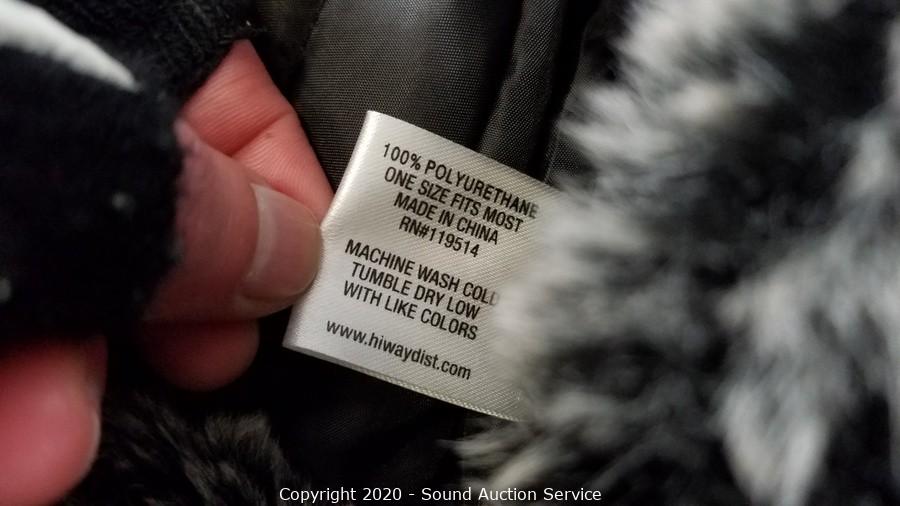 100% POLYURETHANE
ONE SIZE FITS MOST
MADE IN CHINA
RN#119514
MACHINE WASH COLD
TUMBLE DRY LOW
WITH LIKE COLORS
www.hiwaydist.com
Copyright 2020 - Sound Auction Service